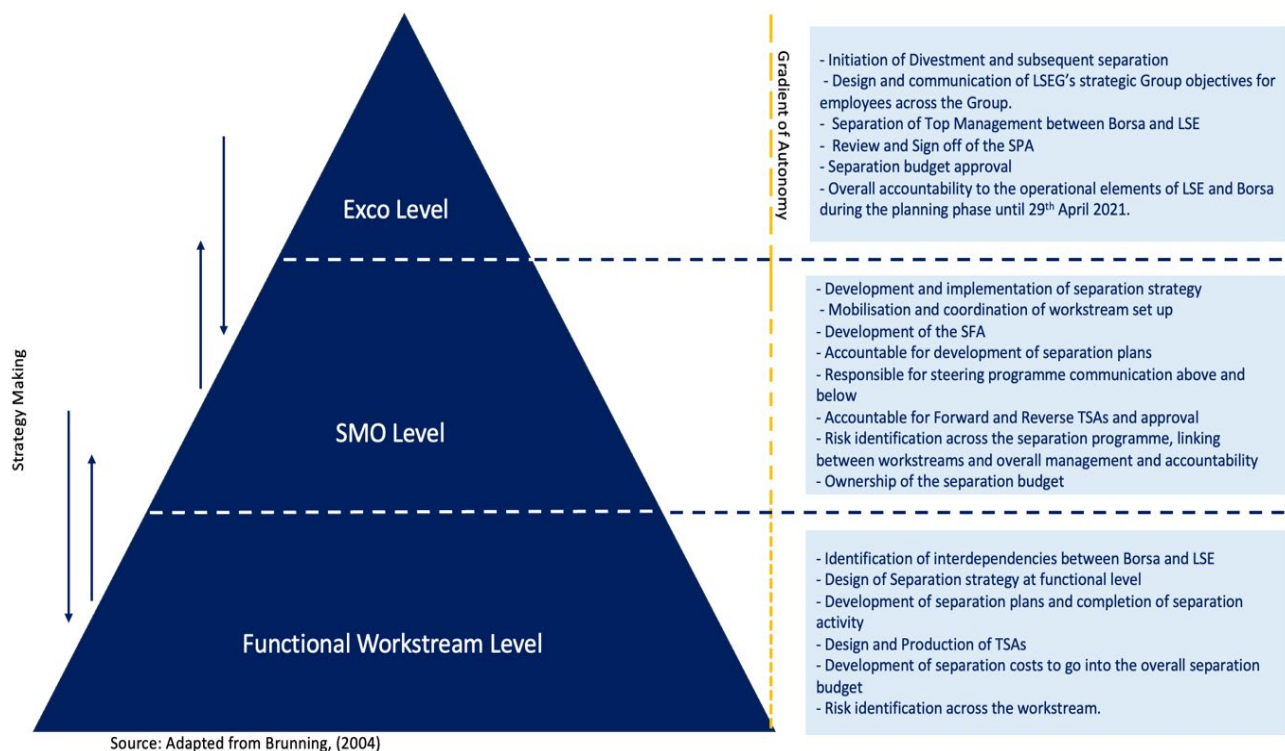 Strategy Making
Exco Level
SMO Level
Functional Workstream Level
Gradient of Autonomy
- Initiation of Divestment and subsequent separation
- Design and communication of LSEG's strategic Group objectives for
employees across the Group.
- Separation of Top Management between Borsa and LSE
- Review and Sign off of the SPA
- Separation budget approval
- Overall accountability to the operational elements of LSE and Borsa
during the planning phase until 29th April 2021.
- Development and implementation of separation strategy
- Mobilisation and coordination of workstream set up
- Development of the SFA
- Accountable for development of separation plans
- Responsible for steering programme communication above and
below
- Accountable for Forward and Reverse TSAs and approval
- Risk identification across the separation programme, linking
between workstreams and overall management and accountability
- Ownership of the separation budget
- Identification of interdependencies between Borsa and LSE
- Design of Separation strategy at functional level
- Development of separation plans and completion of separation
activity
- Design and Production of TSAs
- Development of separation costs to go into the overall separation
budget
- Risk identification across the workstream.
Source: Adapted from Brunning, (2004)